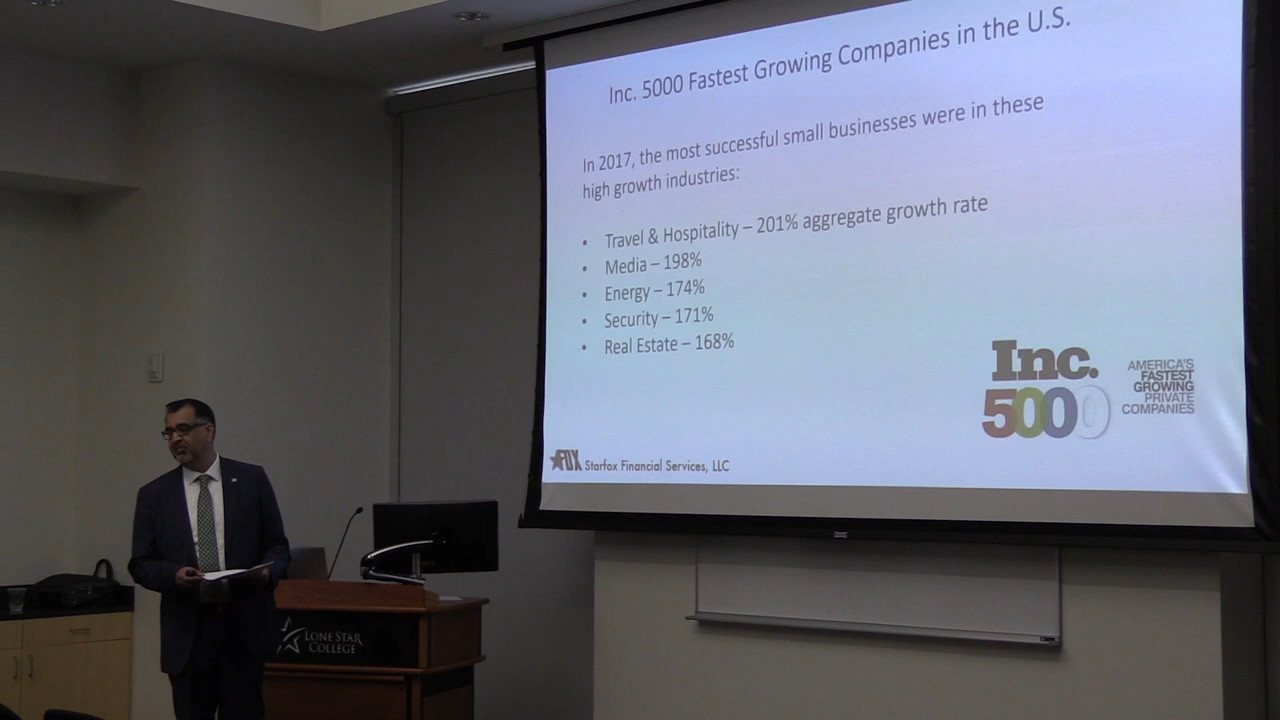 Inc. 5000 Fastest Growing Companies in the U.S.
In 2017, the most successful small businesses were in these
high growth industries:
• Travel & Hospitality – 201% aggregate growth rate
• Media – 198%
• Energy – 174%
• Security – 171%
• Real Estate – 168%
Inc.
5000
AMERICA'S
FASTEST
GROWING
PRIVATE
COMPANIES
FOX Starfox Financial Services, LLC
LONE STAR
COLLEGE